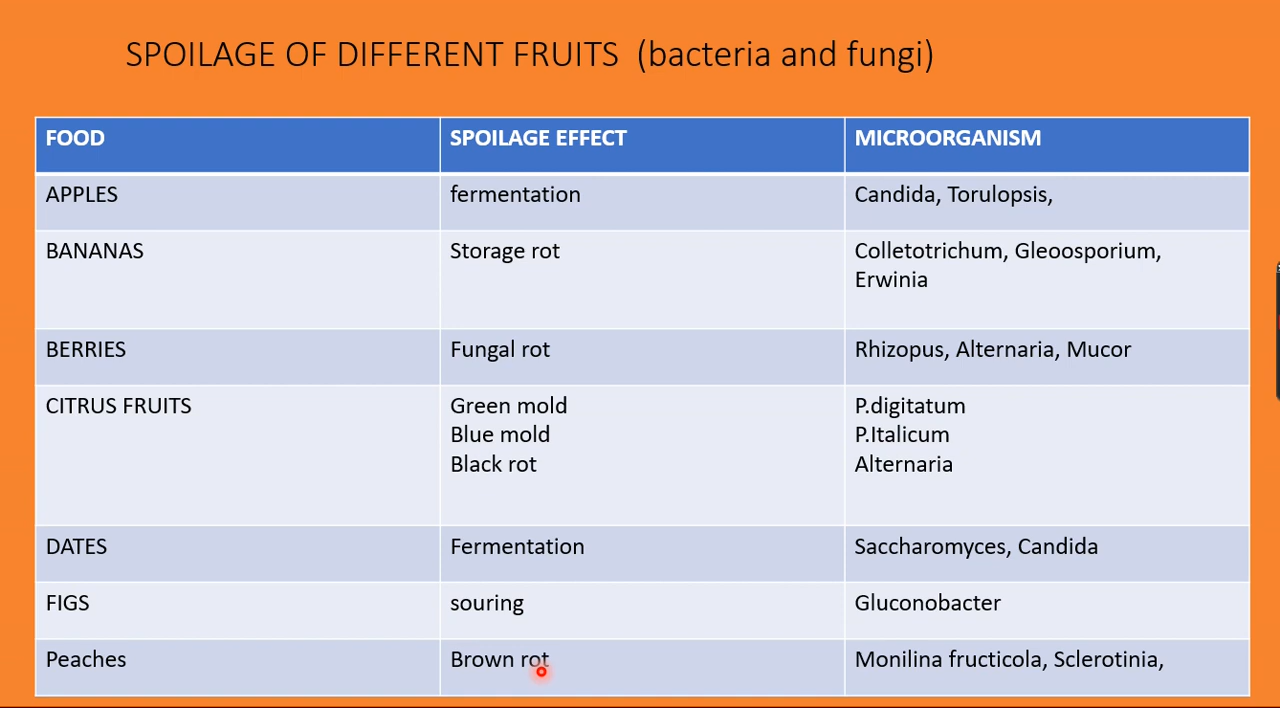 SPOILAGE OF DIFFERENT FRUITS (bacteria and fungi)
FOOD SPOILAGE EFFECT MICROORGANISM
APPLES fermentation Candida, Torulopsis,
BANANAS Storage rot Colletotrichum, Gleoosporium,
Erwinia
BERRIES Fungal rot Rhizopus, Alternaria, Mucor
CITRUS FRUITS Green mold P.digitatum
Blue mold P.Italicum
Black rot Alternaria
DATES Fermentation Saccharomyces, Candida
FIGS souring Gluconobacter
Peaches Brown rot Monilina fructicola, Sclerotinia,